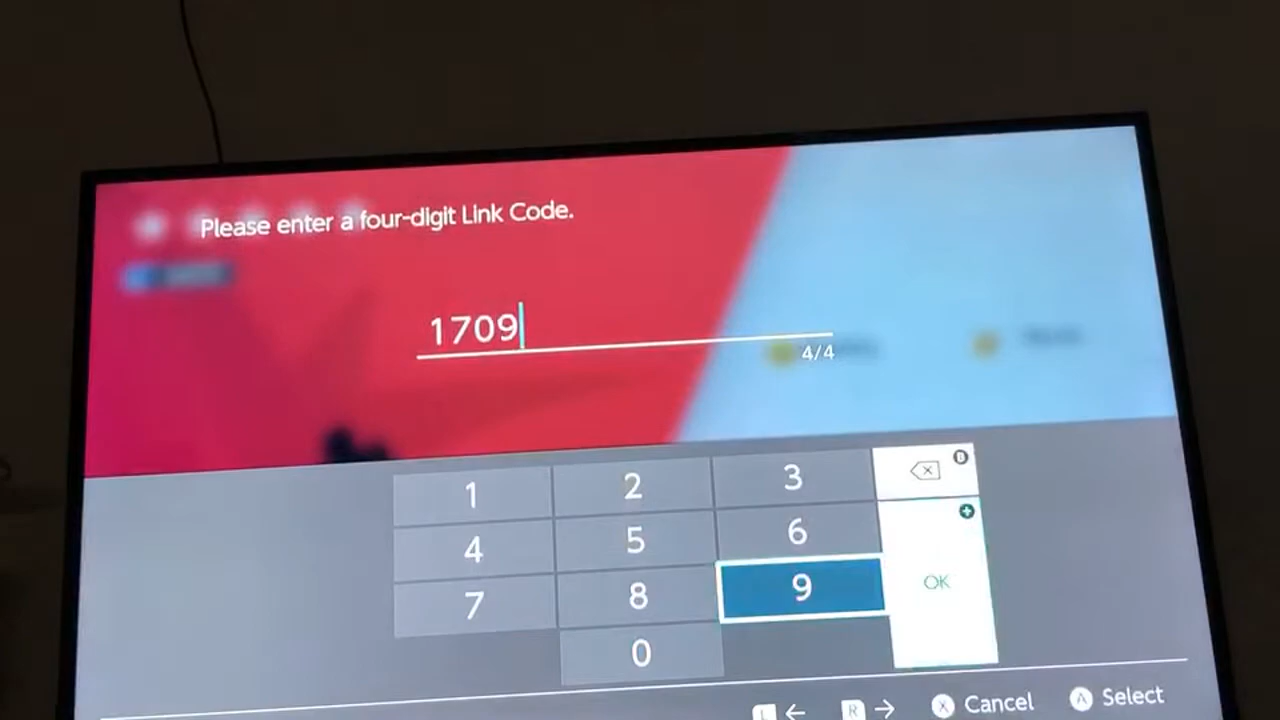 Please enter a four-digit Link Code.
1709
4/4
1 2 3
B
4 5 6
+
7 8 9 OK
0
L ← R → X Cancel A Select